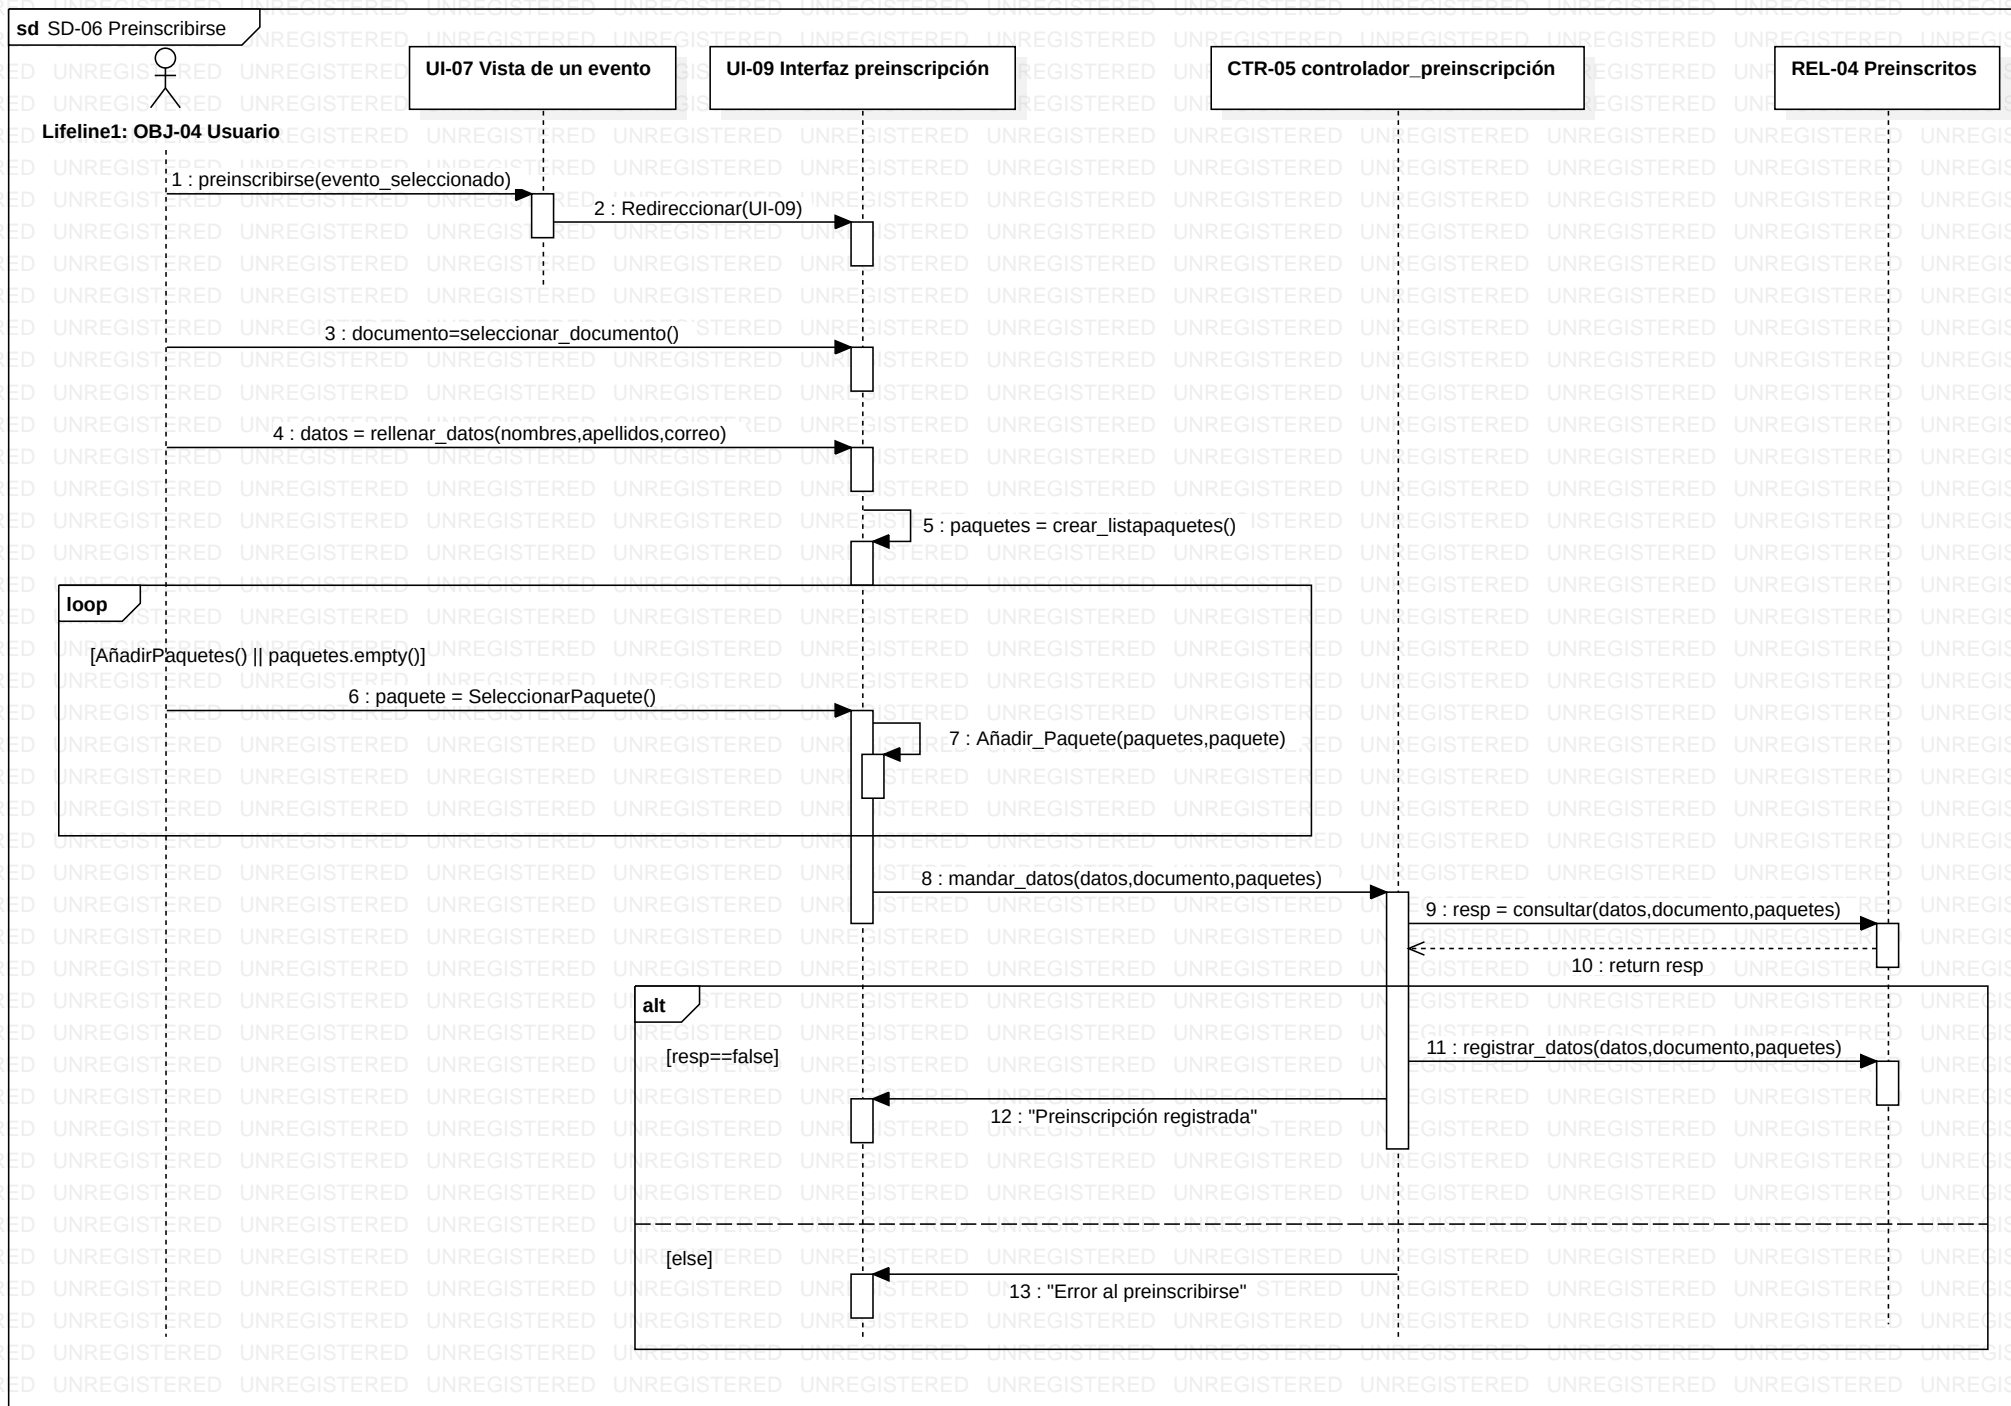 sd SD-06 Preinscribirse
UI-07 Vista de un evento
UI-09 Interfaz preinscripción
CTR-05 controlador_preinscripción
REL-04 Preinscritos
Lifeline1: OBJ-04 Usuario
1 : preinscribirse(evento_seleccionado)
2 : Redireccionar(UI-09)
3 : documento=seleccionar_documento()
4 : datos = rellenar_datos(nombres,apellidos,correo)
5 : paquetes = crear_listapaquetes()
loop
[AñadirPaquetes() || paquetes.empty()]
6 : paquete = SeleccionarPaquete()
7 : Añadir_Paquete(paquetes,paquete)
8 : mandar_datos(datos,documento,paquetes)
9 : resp = consultar(datos,documento,paquetes)
10 : return resp
alt
[resp==false]
11 : registrar_datos(datos,documento,paquetes)
12 : "Preinscripción registrada"
[else]
13 : "Error al preinscribirse"
UNREGISTERED